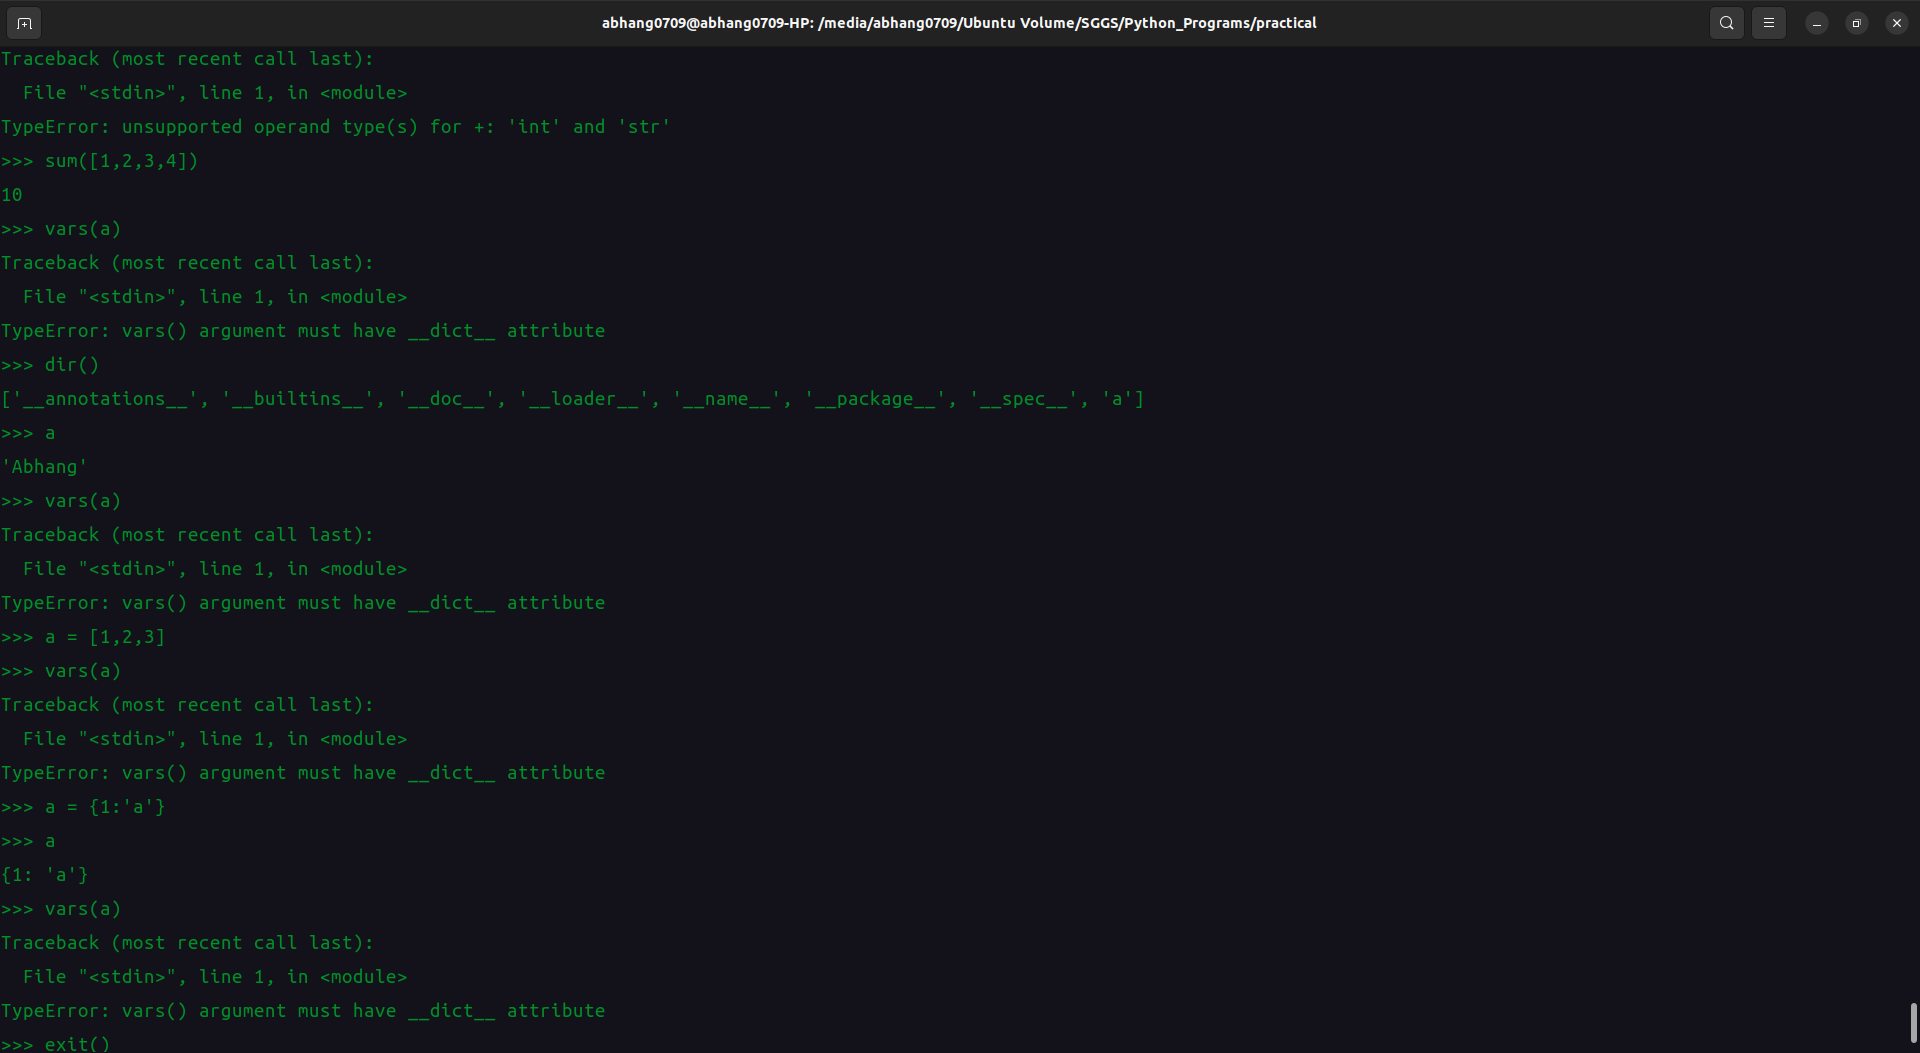 abhang0709@abhang0709-HP: /media/abhang0709/Ubuntu Volume/SGGS/Python_Programs/practical
Traceback (most recent call last):
  File "<stdin>", line 1, in <module>
TypeError: unsupported operand type(s) for +: 'int' and 'str'
>>> sum([1,2,3,4])
10
>>> vars(a)
Traceback (most recent call last):
  File "<stdin>", line 1, in <module>
TypeError: vars() argument must have __dict__ attribute
>>> dir()
['__annotations__', '__builtins__', '__doc__', '__loader__', '__name__', '__package__', '__spec__', 'a']
>>> a
'Abhang'
>>> vars(a)
Traceback (most recent call last):
  File "<stdin>", line 1, in <module>
TypeError: vars() argument must have __dict__ attribute
>>> a = [1,2,3]
>>> vars(a)
Traceback (most recent call last):
  File "<stdin>", line 1, in <module>
TypeError: vars() argument must have __dict__ attribute
>>> a = {1:'a'}
>>> a
{1: 'a'}
>>> vars(a)
Traceback (most recent call last):
  File "<stdin>", line 1, in <module>
TypeError: vars() argument must have __dict__ attribute
>>> exit()